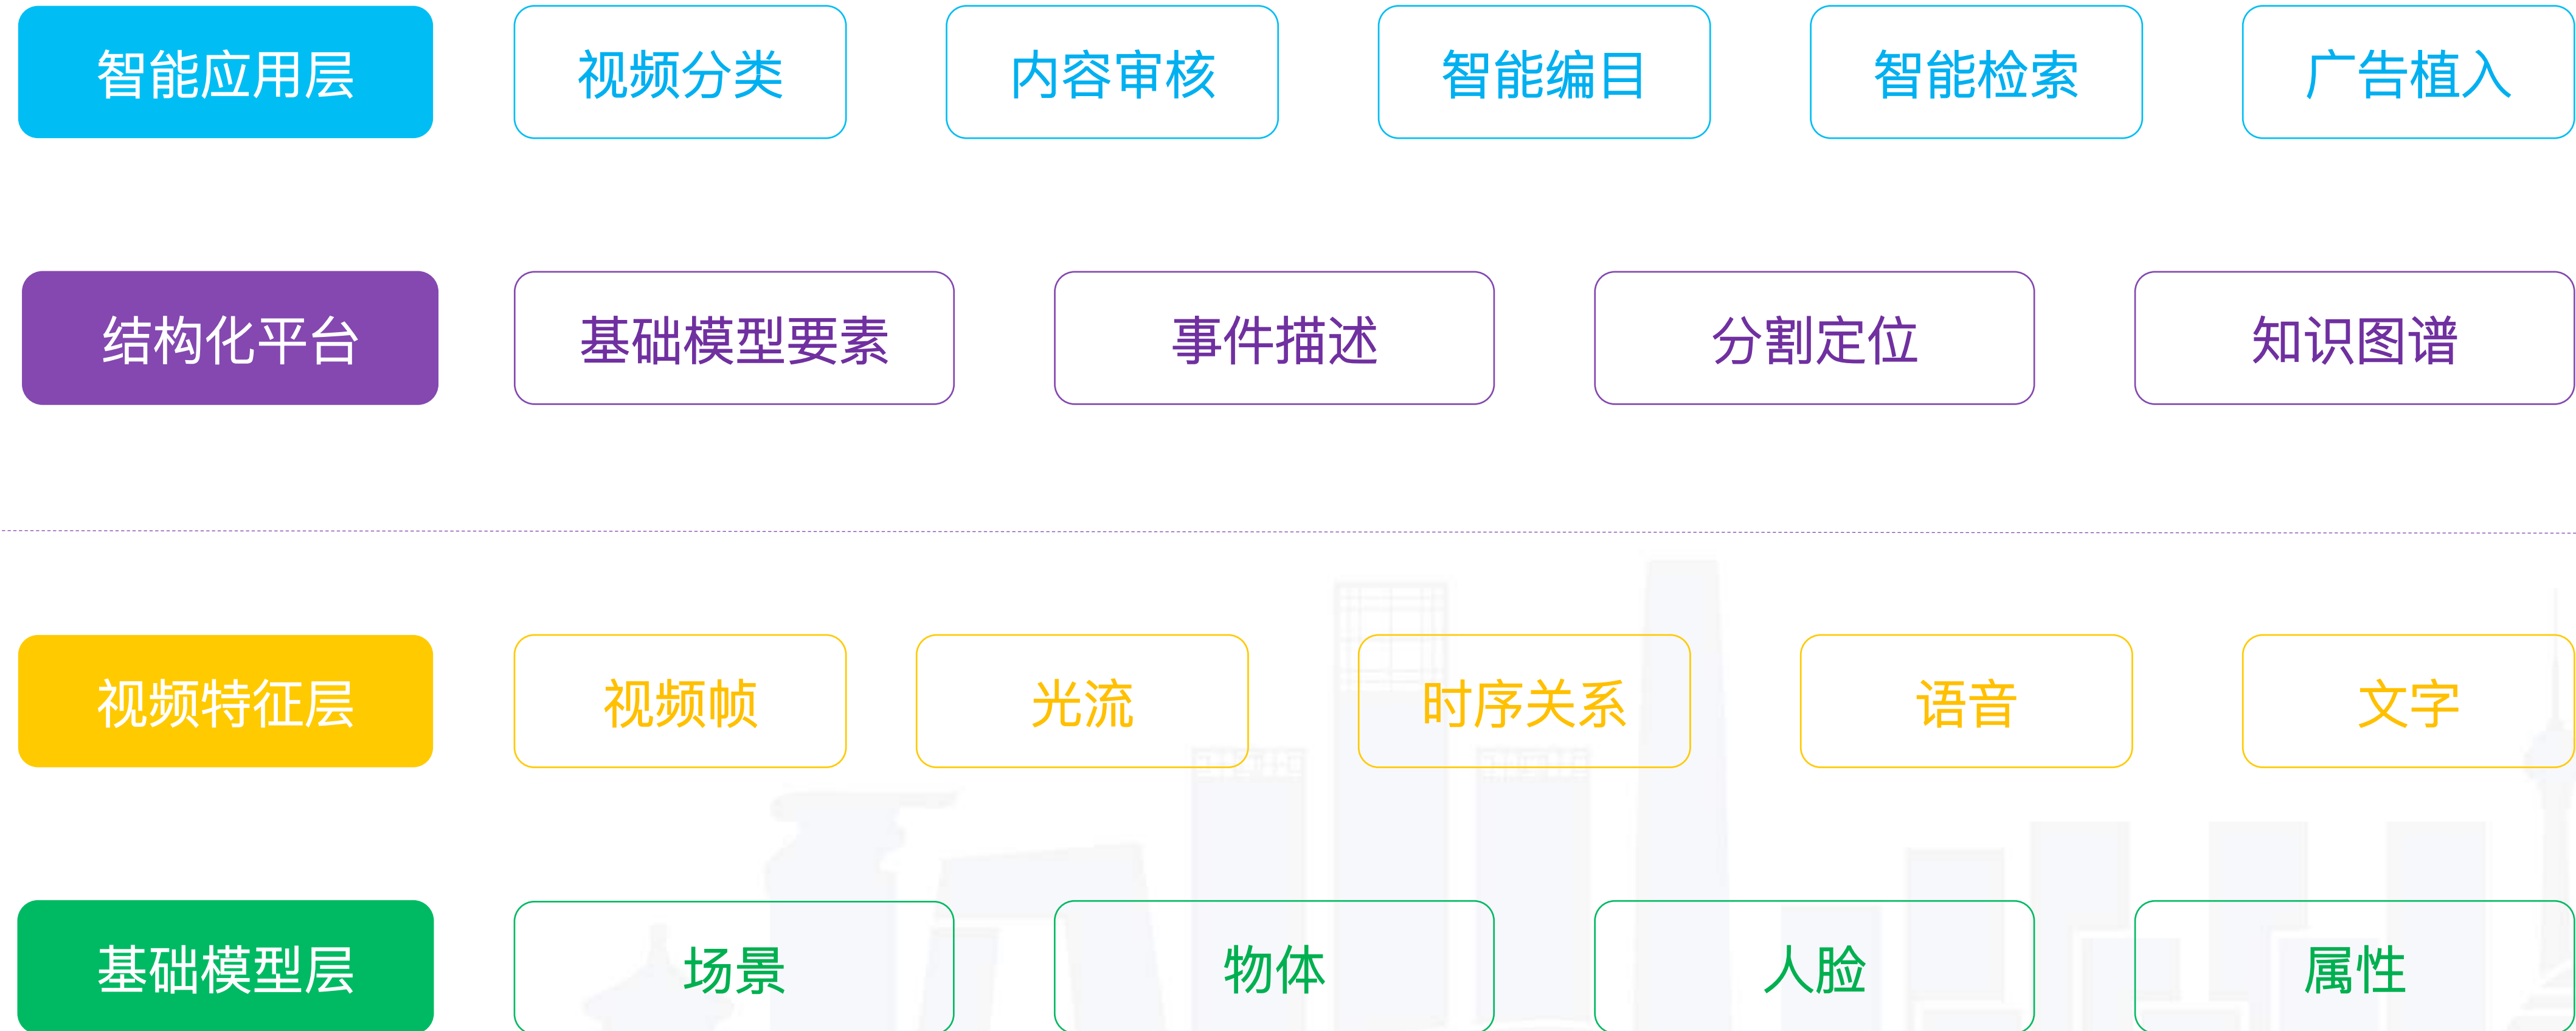 智能应用层 视频分类 内容审核 智能编目 智能检索 广告植入
结构化平台 基础模型要素 事件描述 分割定位 知识图谱
视频特征层 视频帧 光流 时序关系 语音 文字
基础模型层 场景 物体 人脸 属性